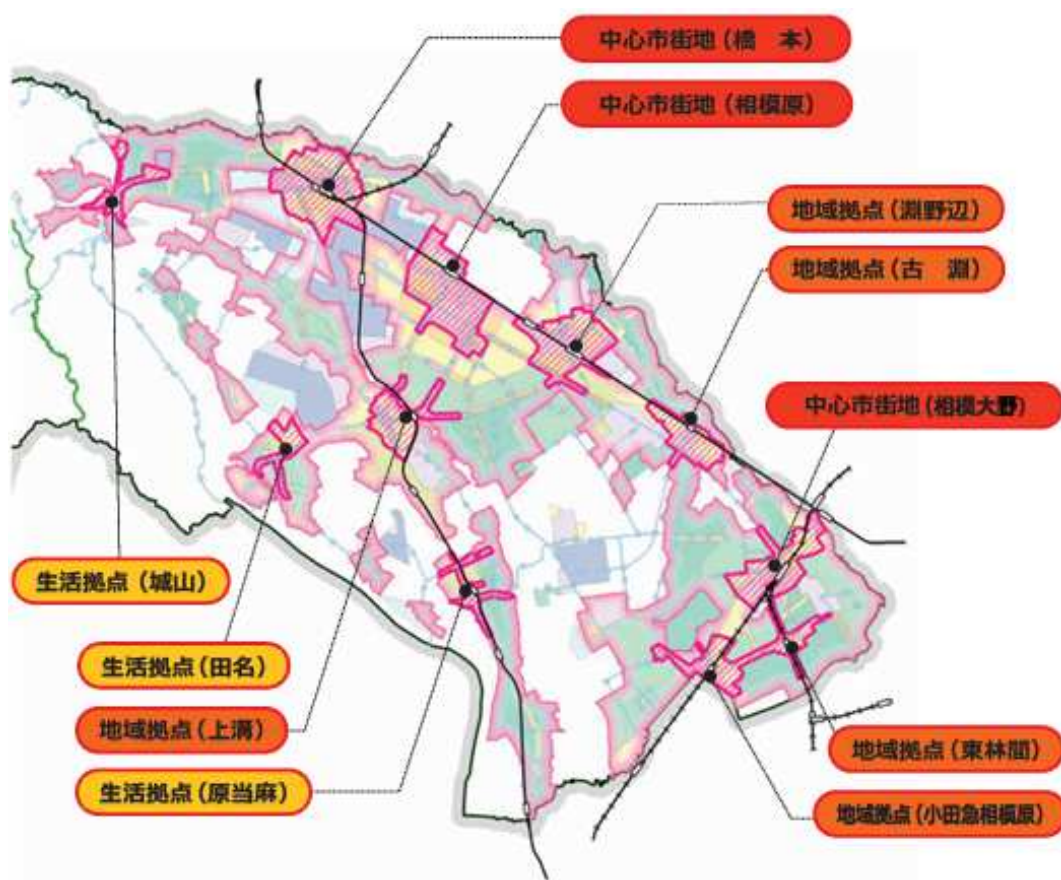 中心市街地（橋　本）
中心市街地（相模原）
地域拠点（淵野辺）
地域拠点（古　淵）
中心市街地（相模大野）
生活拠点（城山）
生活拠点（田名）
地域拠点（上溝）
生活拠点（原当麻）
地域拠点（東林間）
地域拠点（小田急相模原）